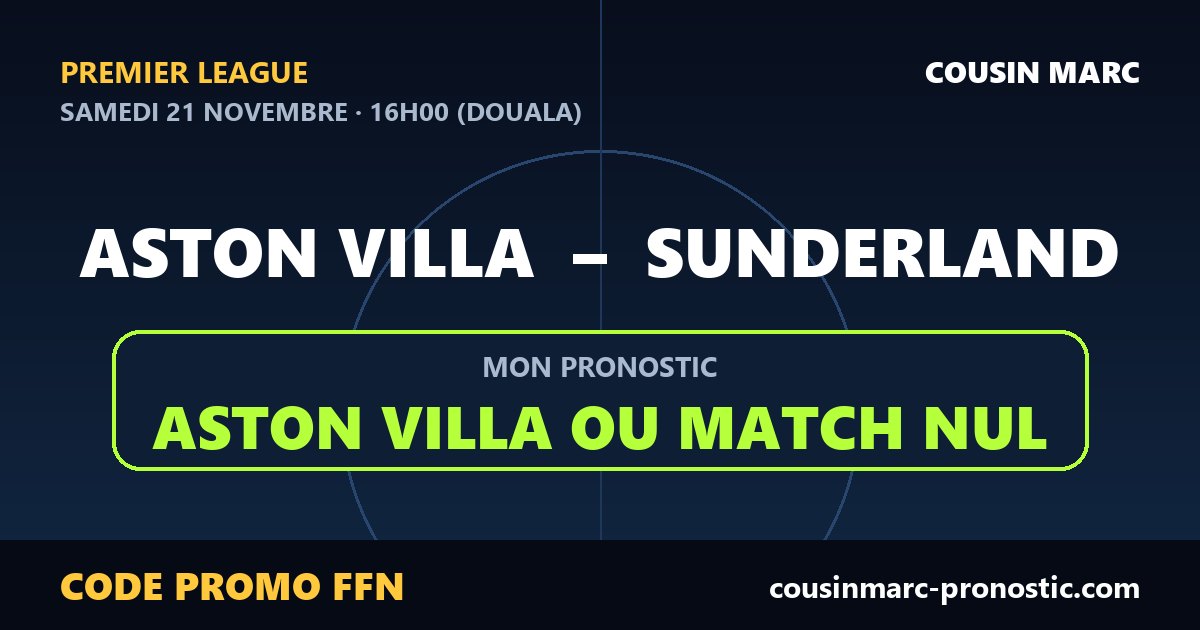 PREMIER LEAGUE
COUSIN MARC
SAMEDI 21 NOVEMBRE · 16H00 (DOUALA)
ASTON VILLA – SUNDERLAND
MON PRONOSTIC
ASTON VILLA OU MATCH NUL
CODE PROMO FFN
cousinmarc-pronostic.com